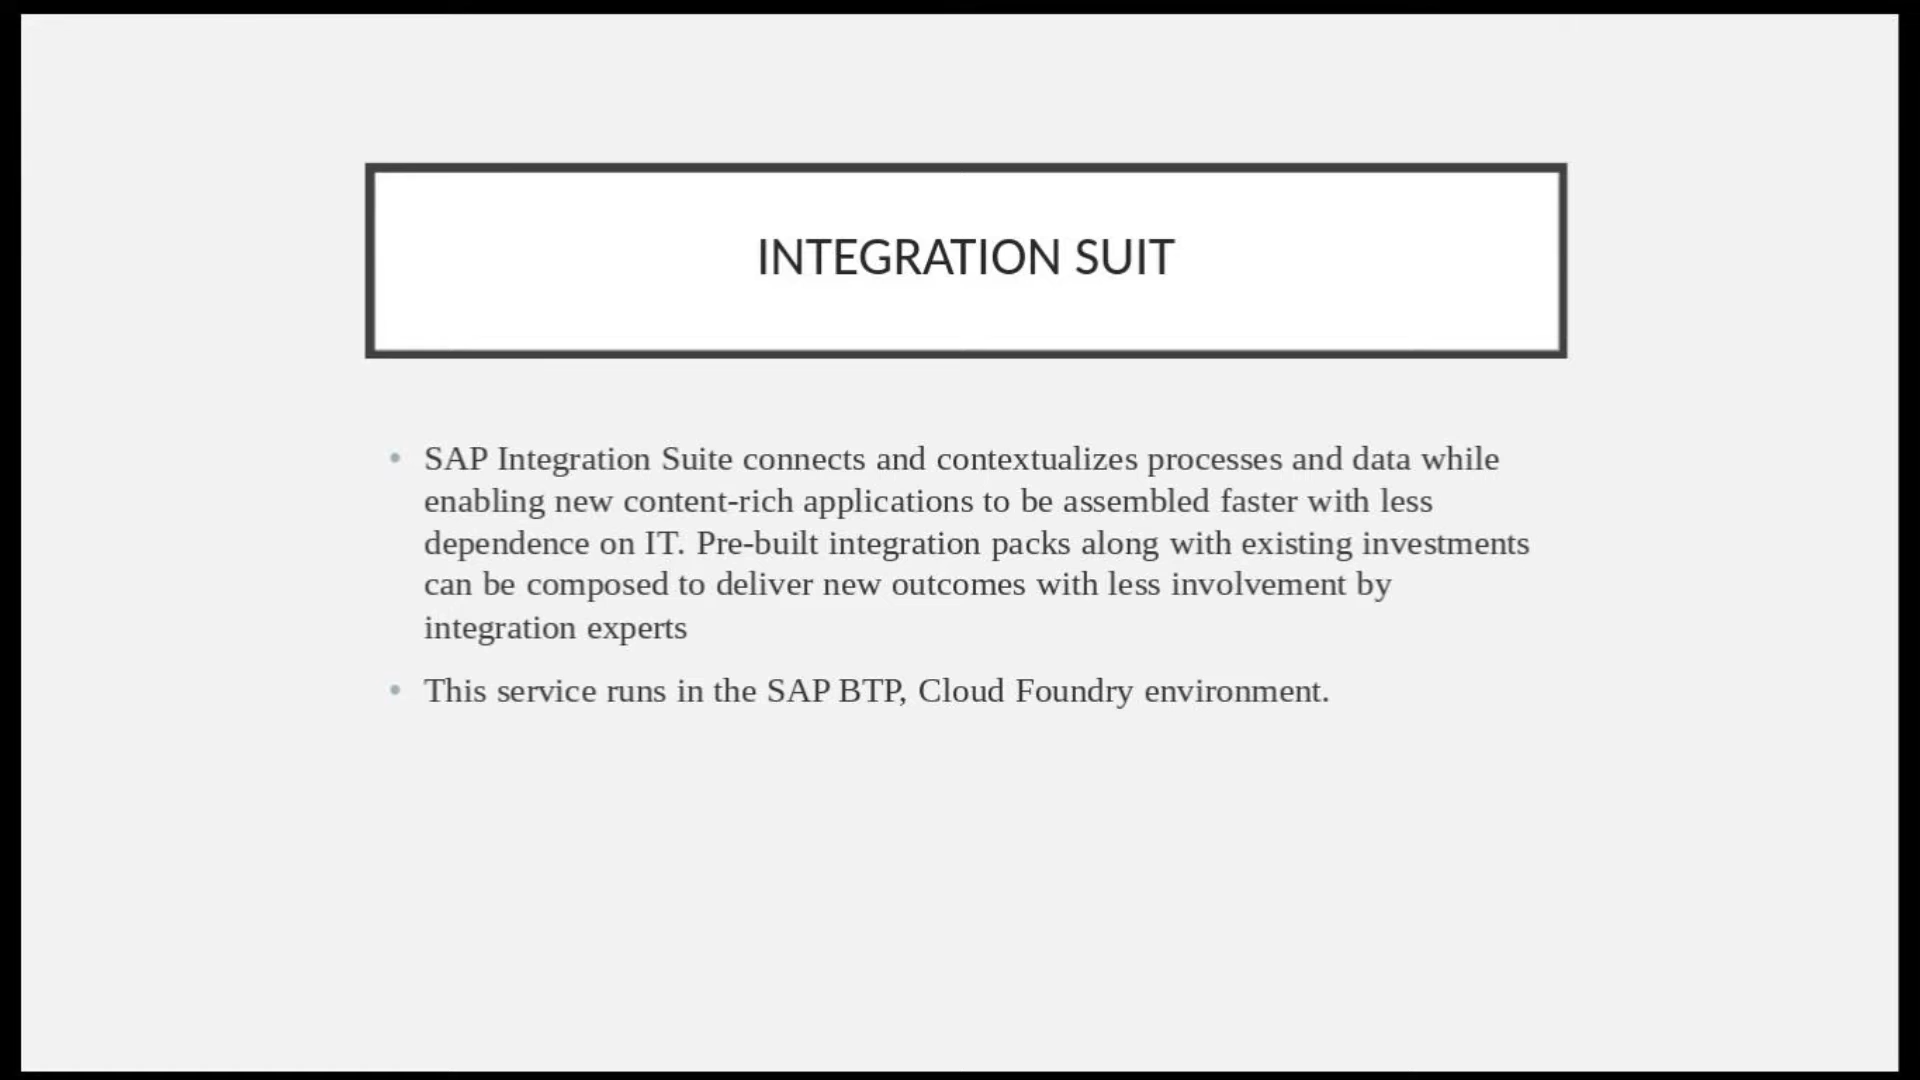 INTEGRATION SUIT
• SAP Integration Suite connects and contextualizes processes and data while
enabling new content-rich applications to be assembled faster with less
dependence on IT. Pre-built integration packs along with existing investments
can be composed to deliver new outcomes with less involvement by
integration experts
• This service runs in the SAP BTP, Cloud Foundry environment.